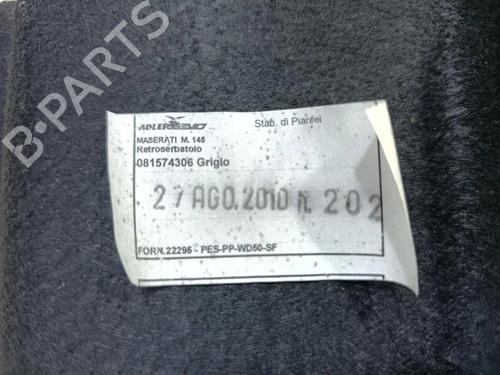 ADLER EVO Stab. di Pianfei
MASERATI M. 145
Retroserbatoio
081574306 Grigio
27 AGO. 2010 M. 202
FORN.22295 - PES-PP-WD50-SF
B-PARTS